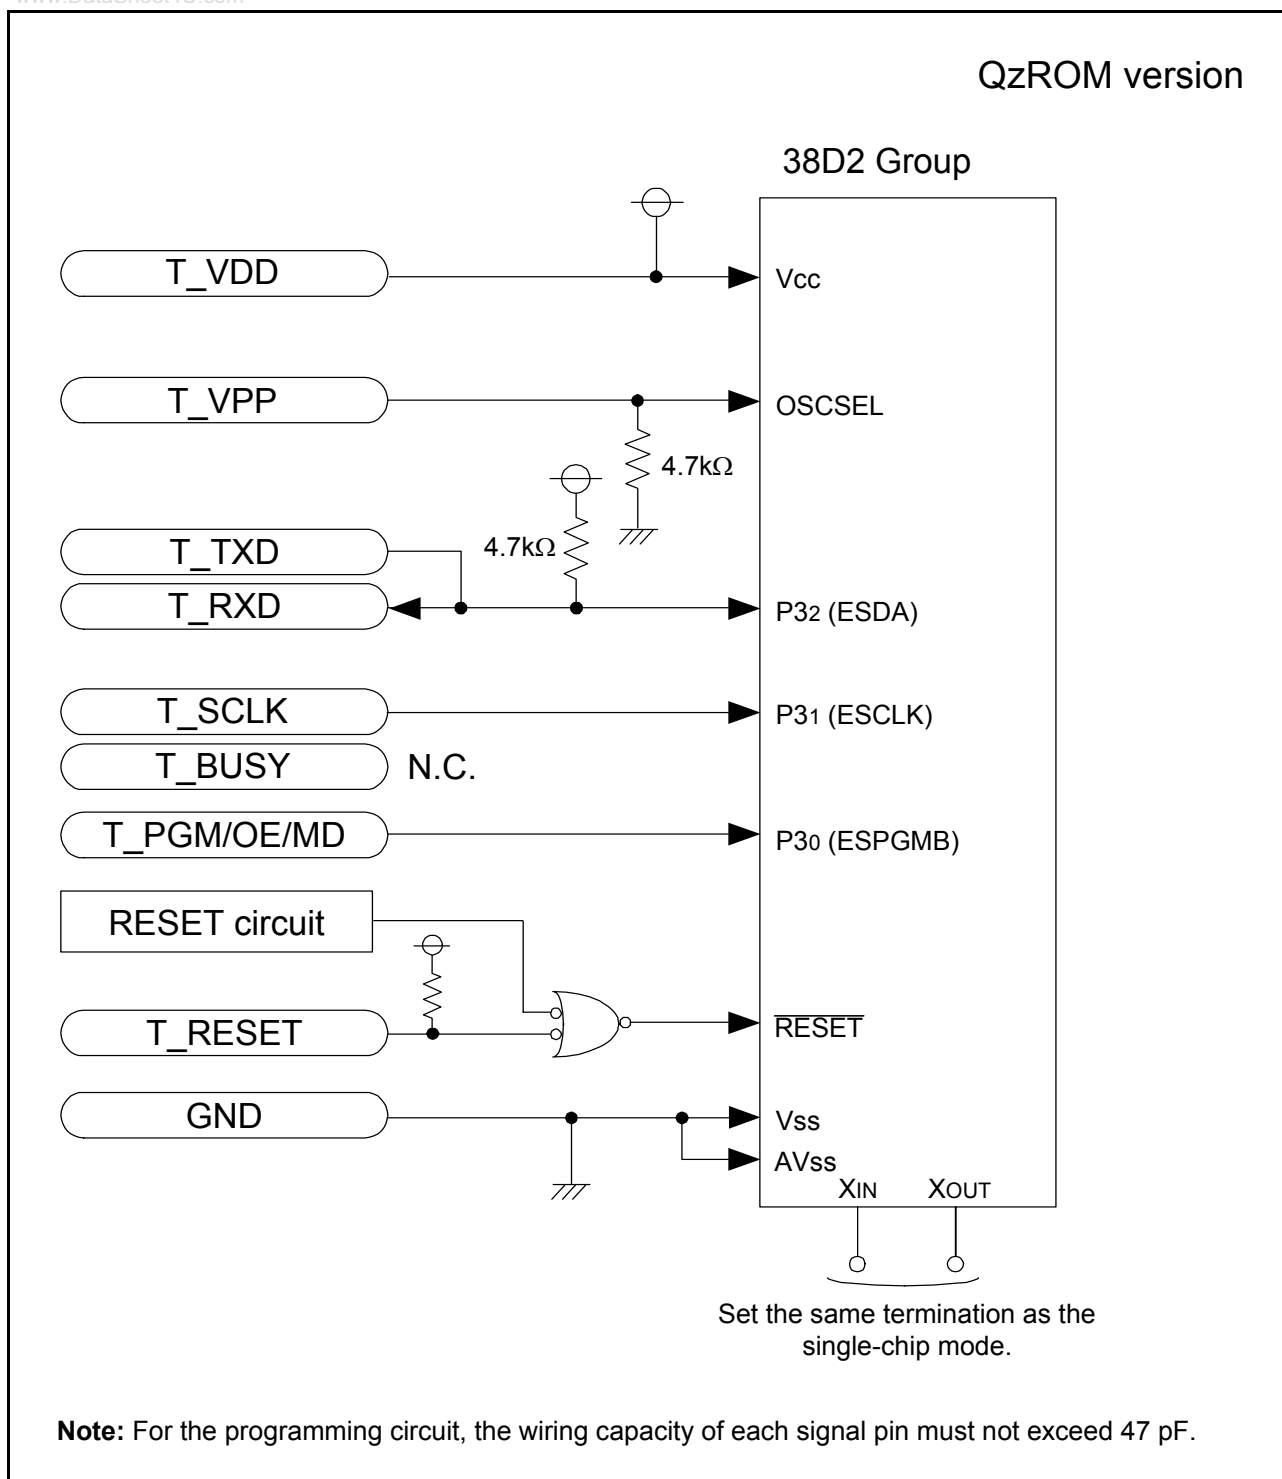 QzROM version
38D2 Group
T_VDD
Vcc
T_VPP
OSCSEL
4.7kΩ
T_TXD
4.7kΩ
T_RXD
P32 (ESDA)
T_SCLK
P31 (ESCLK)
T_BUSY N.C.
T_PGM/OE/MD
P30 (ESPGMB)
RESET circuit
T_RESET
RESET
GND
Vss
AVss
XIN XOUT
Set the same termination as the
single-chip mode.
Note: For the programming circuit, the wiring capacity of each signal pin must not exceed 47 pF.